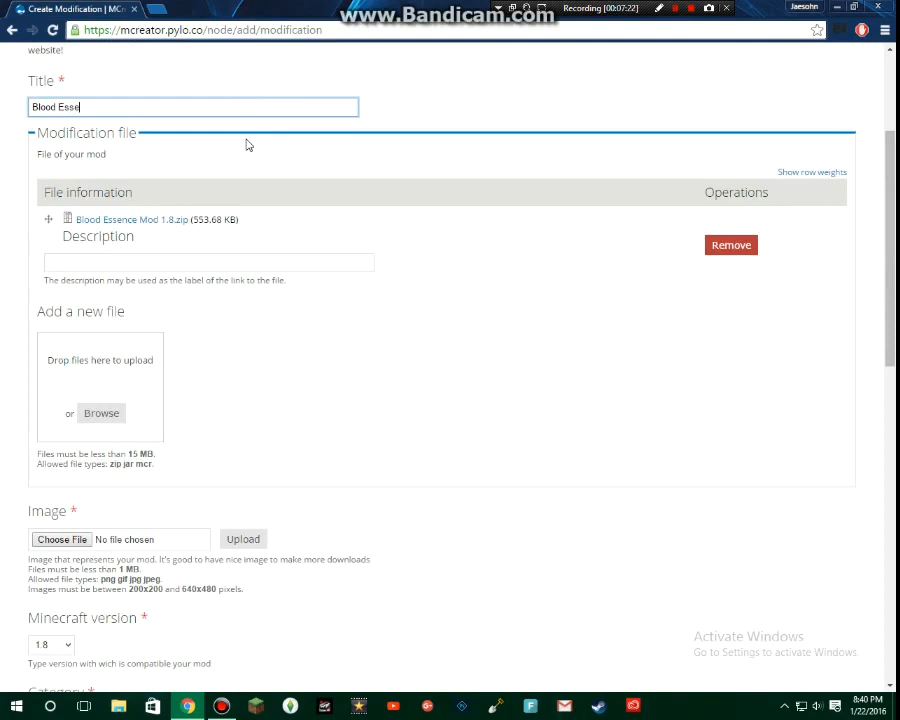 Create Modification | MCr
www.Bandicam.com
Recording [00:07:22]
Jaesohn
https://mcreator.pylo.co/node/add/modification
website!
Title *
Blood Esse
Modification file
File of your mod
Show row weights
File information Operations
Blood Essence Mod 1.8.zip (553.68 KB)
Description
Remove
The description may be used as the label of the link to the file.
Add a new file
Drop files here to upload
or Browse
Files must be less than 15 MB.
Allowed file types: zip jar mcr.
Image *
Choose File No file chosen Upload
Image that represents your mod. It's good to have nice image to make more downloads
Files must be less than 1 MB.
Allowed file types: png gif jpg jpeg.
Images must be between 200x200 and 640x480 pixels.
Minecraft version *
1.8
Type version with wich is compatible your mod
Activate Windows
Go to Settings to activate Windows.
Category *
8:40 PM
1/22/2016